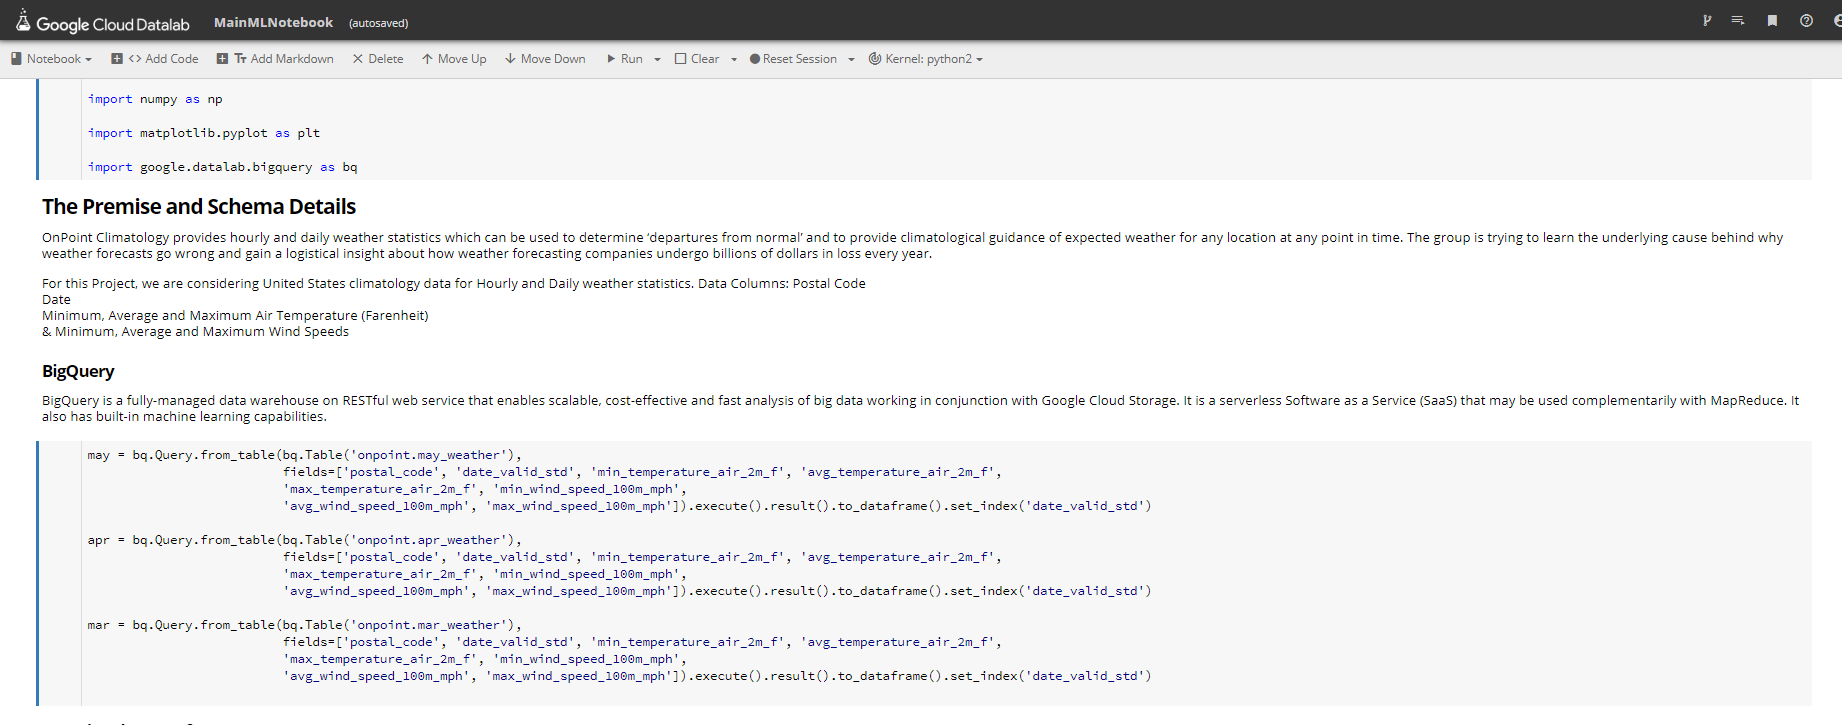 Google Cloud Datalab MainMLNotebook (autosaved)
Notebook <> Add Code Tт Add Markdown Delete Move Up Move Down Run Clear Reset Session Kernel: python2
import numpy as np
import matplotlib.pyplot as plt
import google.datalab.bigquery as bq
The Premise and Schema Details
OnPoint Climatology provides hourly and daily weather statistics which can be used to determine ‘departures from normal’ and to provide climatological guidance of expected weather for any location at any point in time. The group is trying to learn the underlying cause behind why
weather forecasts go wrong and gain a logistical insight about how weather forecasting companies undergo billions of dollars in loss every year.
For this Project, we are considering United States climatology data for Hourly and Daily weather statistics. Data Columns: Postal Code
Date
Minimum, Average and Maximum Air Temperature (Farenheit)
& Minimum, Average and Maximum Wind Speeds
BigQuery
BigQuery is a fully-managed data warehouse on RESTful web service that enables scalable, cost-effective and fast analysis of big data working in conjunction with Google Cloud Storage. It is a serverless Software as a Service (SaaS) that may be used complementarily with MapReduce. It
also has built-in machine learning capabilities.
may = bq.Query.from_table(bq.Table('onpoint.may_weather'),
fields=['postal_code', 'date_valid_std', 'min_temperature_air_2m_f', 'avg_temperature_air_2m_f',
'max_temperature_air_2m_f', 'min_wind_speed_100m_mph',
'avg_wind_speed_100m_mph', 'max_wind_speed_100m_mph']).execute().result().to_dataframe().set_index('date_valid_std')
apr = bq.Query.from_table(bq.Table('onpoint.apr_weather'),
fields=['postal_code', 'date_valid_std', 'min_temperature_air_2m_f', 'avg_temperature_air_2m_f',
'max_temperature_air_2m_f', 'min_wind_speed_100m_mph',
'avg_wind_speed_100m_mph', 'max_wind_speed_100m_mph']).execute().result().to_dataframe().set_index('date_valid_std')
mar = bq.Query.from_table(bq.Table('onpoint.mar_weather'),
fields=['postal_code', 'date_valid_std', 'min_temperature_air_2m_f', 'avg_temperature_air_2m_f',
'max_temperature_air_2m_f', 'min_wind_speed_100m_mph',
'avg_wind_speed_100m_mph', 'max_wind_speed_100m_mph']).execute().result().to_dataframe().set_index('date_valid_std')